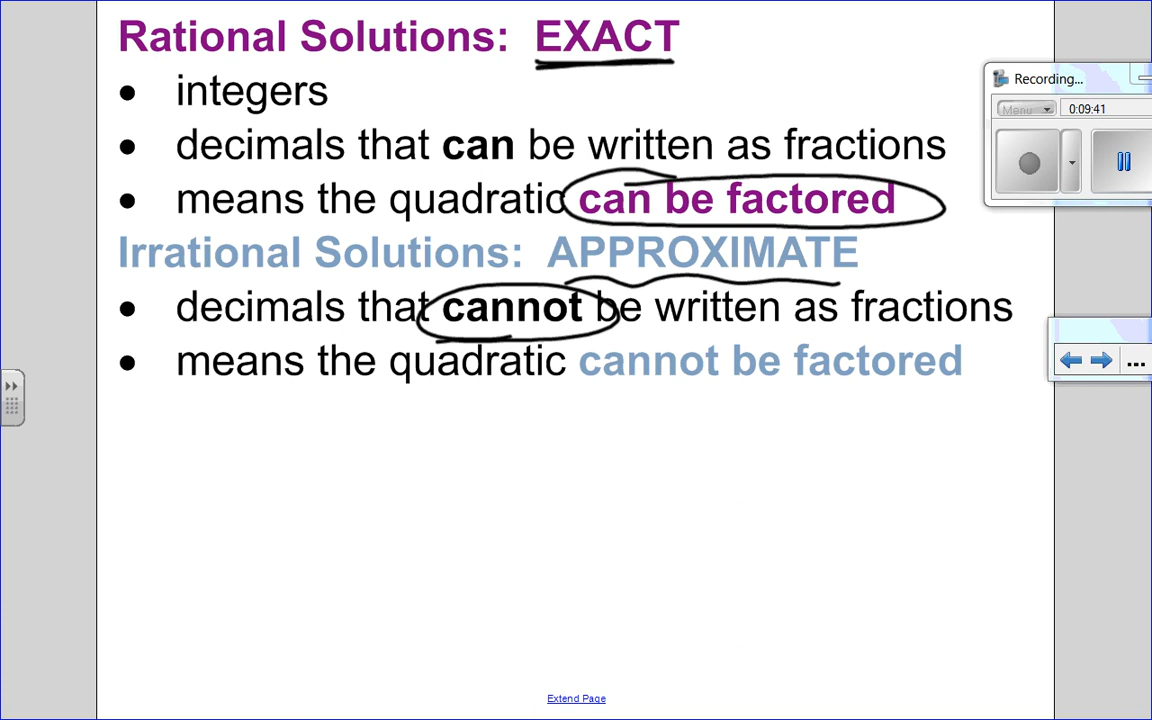 Rational Solutions: EXACT
• integers
• decimals that can be written as fractions
• means the quadratic can be factored
Irrational Solutions: APPROXIMATE
• decimals that cannot be written as fractions
• means the quadratic cannot be factored
Recording...
Menu 0:09:41
...
Extend Page